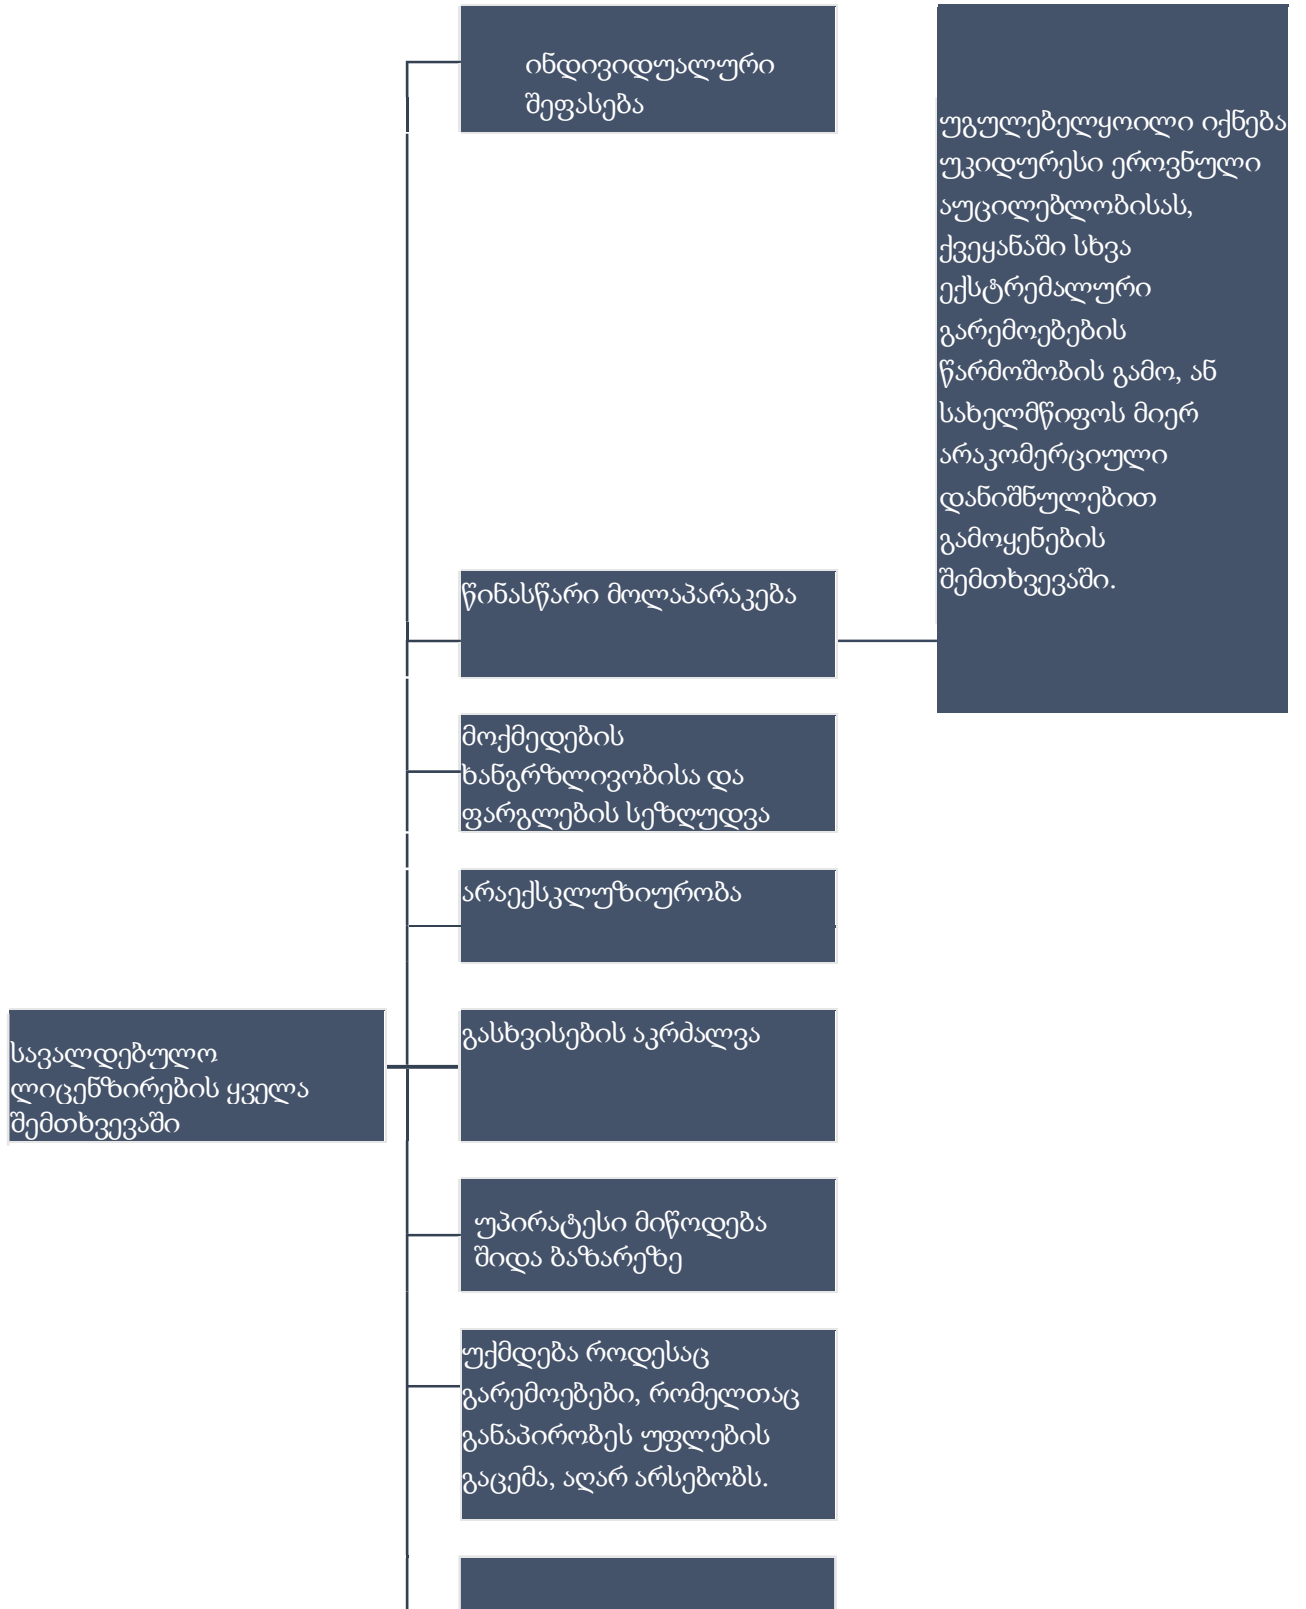 ინდივიდუალური
შეფასება
უგულებელყოილი იქნება
უკიდურესი ეროვნული
აუცილებლობისას,
ქვეყანაში სხვა
ექსტრემალური
გარემოებების
წარმოშობის გამო, ან
სახელმწიფოს მიერ
არაკომერციული
დანიშნულებით
გამოყენების
შემთხვევაში.
წინასწარი მოლაპარაკება
მოქმედების
ხანგრზლივობისა და
ფარგლების სეზღუდვა
არაექსკლუზიურობა
სავალდებულო
ლიცენზირების ყველა
შემთხვევაში
გასხვისების აკრძალვა
უპირატესი მიწოდება
შიდა ბაზარეზე
უქმდება როდესაც
გარემოებები, რომელთაც
განაპირობეს უფლების
გაცემა, აღარ არსებობს.